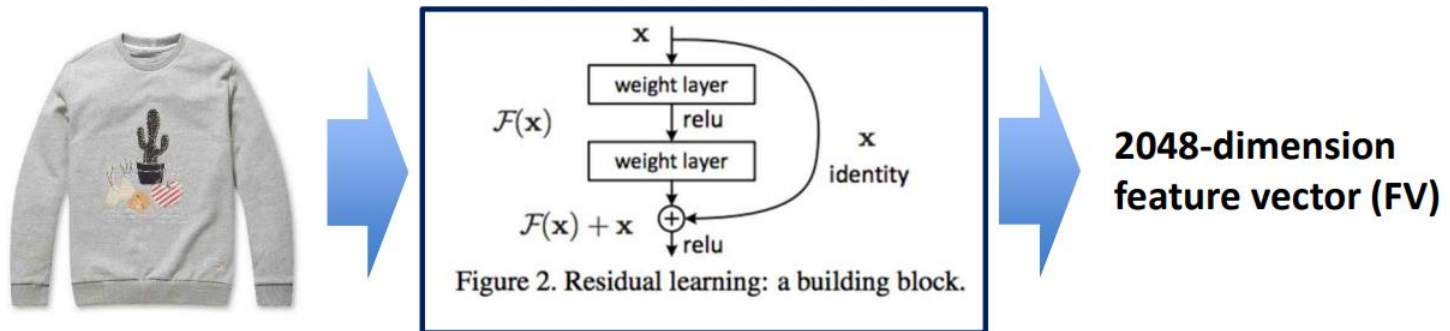 x
weight layer
F(x)
relu
weight layer
x
identity
F(x) + x
relu
Figure 2. Residual learning: a building block.
2048-dimension
feature vector (FV)